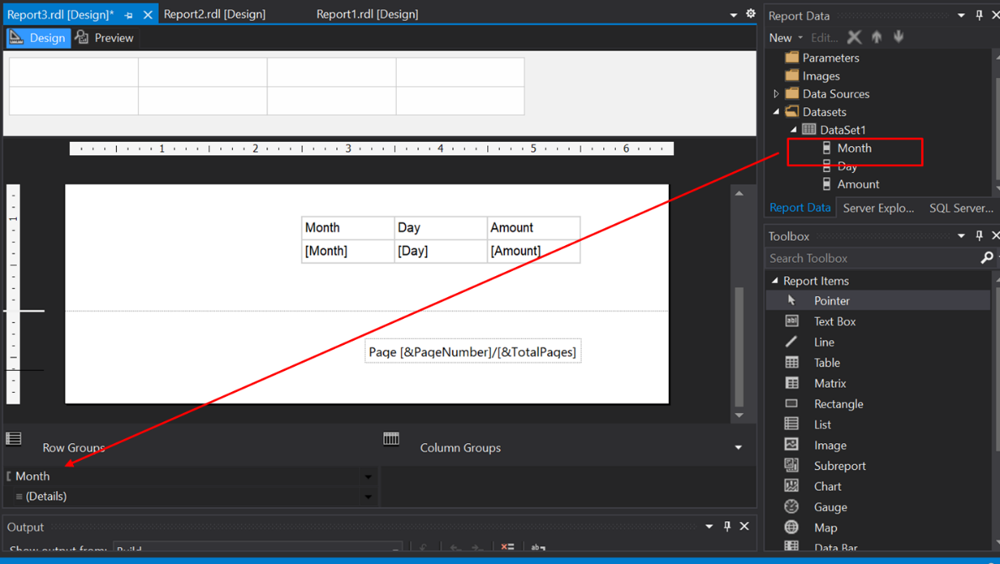 Report3.rdl [Design]* Report2.rdl [Design] Report1.rdl [Design]
Design Preview
1 2 3 4 5 6
1
Month Day Amount
[Month] [Day] [Amount]
Page [&PageNumber]/[&TotalPages]
Row Groups Column Groups
Month
(Details)
Output
Show output from: Build
Report Data
New Edit...
Parameters
Images
Data Sources
Datasets
DataSet1
Month
Day
Amount
Report Data Server Explo... SQL Server...
Toolbox
Search Toolbox
Report Items
Pointer
abl Text Box
Line
Table
Matrix
Rectangle
List
Image
Subreport
Chart
Gauge
Map
Data Bar